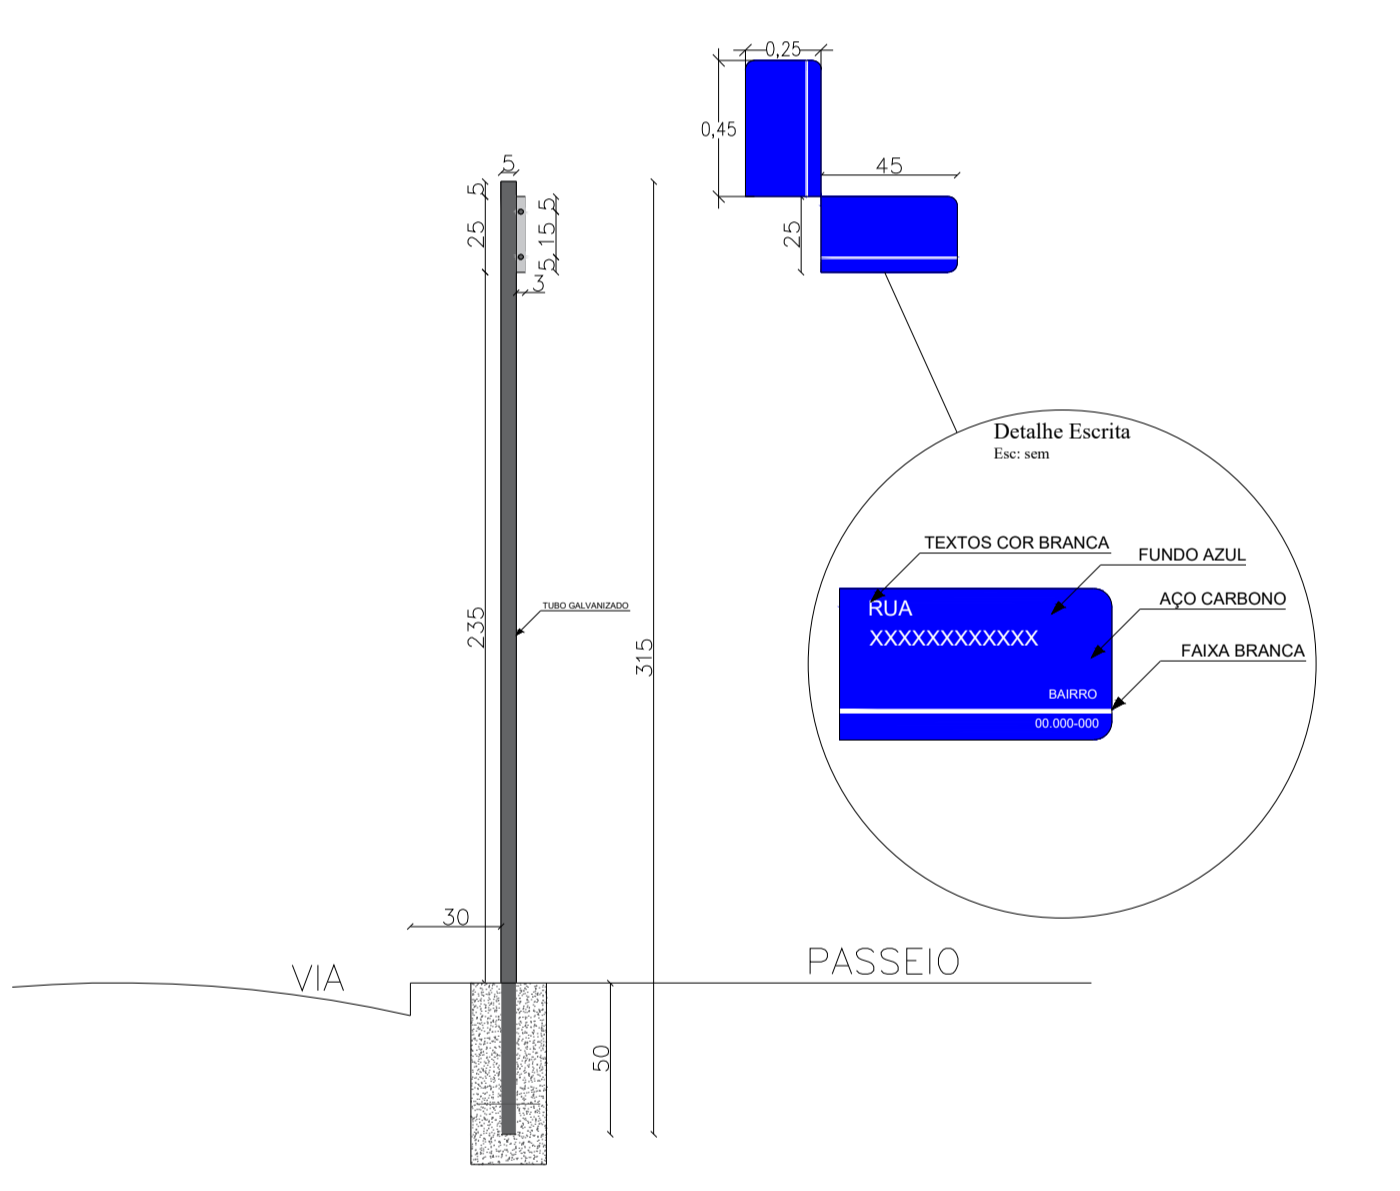 0,25
0,45
45
25
5
5
25
5
15
5
3
Detalhe Escrita
Esc: sem
TEXTOS COR BRANCA
FUNDO AZUL
AÇO CARBONO
FAIXA BRANCA
RUA
XXXXXXXXXXXX
BAIRRO
00.000-000
TUBO GALVANIZADO
235
315
30
VIA
PASSEIO
50